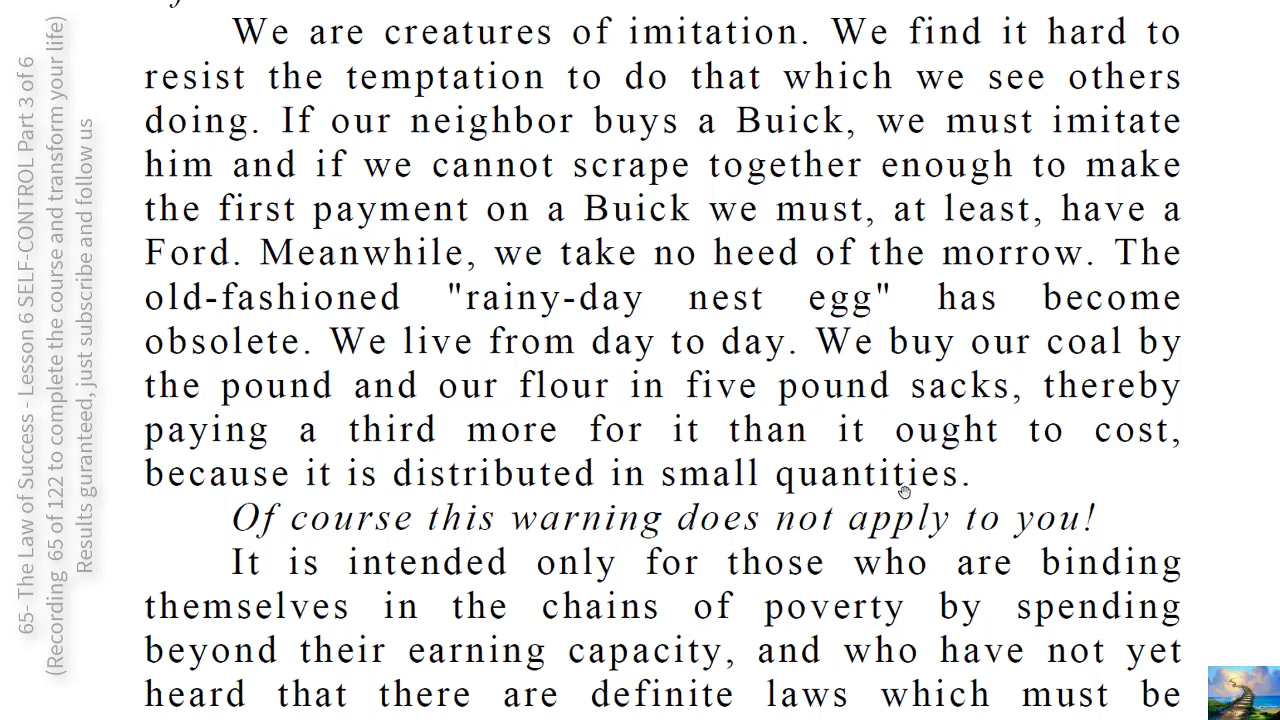 We are creatures of imitation. We find it hard to
resist the temptation to do that which we see others
doing. If our neighbor buys a Buick, we must imitate
him and if we cannot scrape together enough to make
the first payment on a Buick we must, at least, have a
Ford. Meanwhile, we take no heed of the morrow. The
old-fashioned "rainy-day nest egg" has become
obsolete. We live from day to day. We buy our coal by
the pound and our flour in five pound sacks, thereby
paying a third more for it than it ought to cost,
because it is distributed in small quantities.
Of course this warning does not apply to you!
It is intended only for those who are binding
themselves in the chains of poverty by spending
beyond their earning capacity, and who have not yet
heard that there are definite laws which must be
65- The Law of Success - Lesson 6 SELF-CONTROL Part 3 of 6
(Recording 65 of 122 to complete the course and transform your life)
Results guranteed, just subscribe and follow us